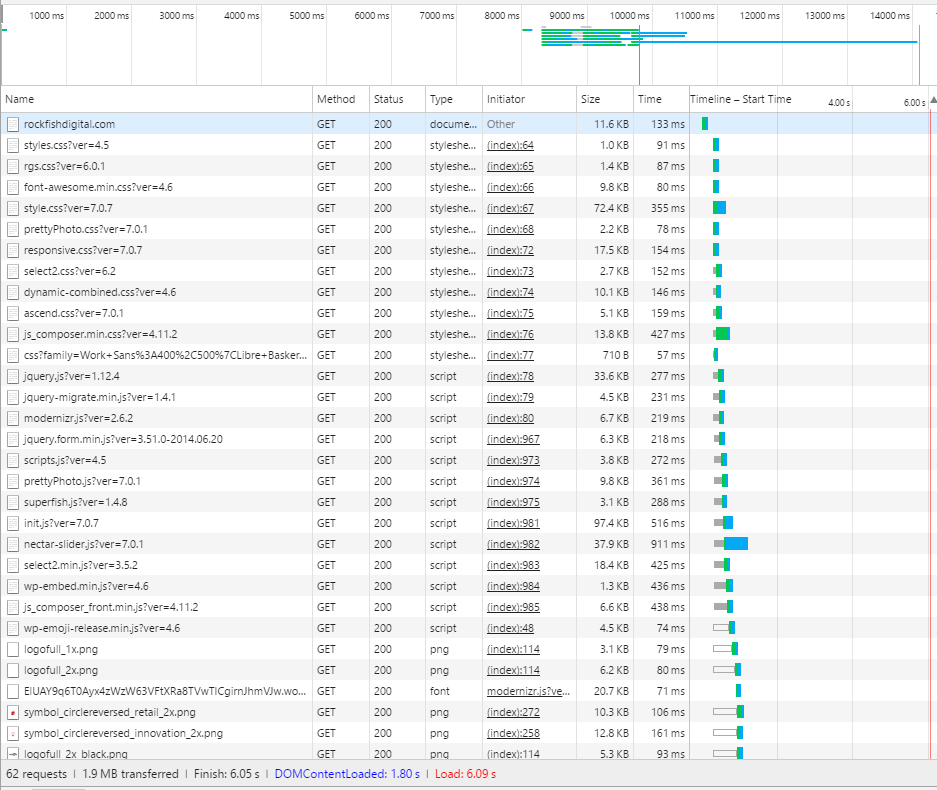 1000 ms 2000 ms 3000 ms 4000 ms 5000 ms 6000 ms 7000 ms 8000 ms 9000 ms 10000 ms 11000 ms 12000 ms 13000 ms 14000 ms
Name Method Status Type Initiator Size Time Timeline – Start Time 4.00 s 6.00 s
rockfishdigital.com GET 200 docume... Other 11.6 KB 133 ms
styles.css?ver=4.5 GET 200 styleshe... (index):64 1.0 KB 91 ms
rgs.css?ver=6.0.1 GET 200 styleshe... (index):65 1.4 KB 87 ms
font-awesome.min.css?ver=4.6 GET 200 styleshe... (index):66 9.8 KB 80 ms
style.css?ver=7.0.7 GET 200 styleshe... (index):67 72.4 KB 355 ms
prettyPhoto.css?ver=7.0.1 GET 200 styleshe... (index):68 2.2 KB 78 ms
responsive.css?ver=7.0.7 GET 200 styleshe... (index):72 17.5 KB 154 ms
select2.css?ver=6.2 GET 200 styleshe... (index):73 2.7 KB 152 ms
dynamic-combined.css?ver=4.6 GET 200 styleshe... (index):74 10.1 KB 146 ms
ascend.css?ver=7.0.1 GET 200 styleshe... (index):75 5.1 KB 159 ms
js_composer.min.css?ver=4.11.2 GET 200 styleshe... (index):76 13.8 KB 427 ms
css?family=Work+Sans%3A400%2C500%7CLibre+Basker... GET 200 styleshe... (index):77 710 B 57 ms
jquery.js?ver=1.12.4 GET 200 script (index):78 33.6 KB 277 ms
jquery-migrate.min.js?ver=1.4.1 GET 200 script (index):79 4.5 KB 231 ms
modernizr.js?ver=2.6.2 GET 200 script (index):80 6.7 KB 219 ms
jquery.form.min.js?ver=3.51.0-2014.06.20 GET 200 script (index):967 6.3 KB 218 ms
scripts.js?ver=4.5 GET 200 script (index):973 3.8 KB 272 ms
prettyPhoto.js?ver=7.0.1 GET 200 script (index):974 9.8 KB 361 ms
superfish.js?ver=1.4.8 GET 200 script (index):975 3.1 KB 288 ms
init.js?ver=7.0.7 GET 200 script (index):981 97.4 KB 516 ms
nectar-slider.js?ver=7.0.1 GET 200 script (index):982 37.9 KB 911 ms
select2.min.js?ver=3.5.2 GET 200 script (index):983 18.4 KB 425 ms
wp-embed.min.js?ver=4.6 GET 200 script (index):984 1.3 KB 436 ms
js_composer_front.min.js?ver=4.11.2 GET 200 script (index):985 6.6 KB 438 ms
wp-emoji-release.min.js?ver=4.6 GET 200 script (index):48 4.5 KB 74 ms
logofull_1x.png GET 200 png (index):114 3.1 KB 79 ms
logofull_2x.png GET 200 png (index):114 6.2 KB 80 ms
EIUAY9q6T0Ayx4zWzW63VFtXRa8TVwTICgirnJhmVJw.wo... GET 200 font modernizr.js?ve... 20.7 KB 71 ms
symbol_circlereversed_retail_2x.png GET 200 png (index):272 10.3 KB 106 ms
symbol_circlereversed_innovation_2x.png GET 200 png (index):258 12.8 KB 161 ms
logofull_2x_black.png GET 200 png (index):114 5.3 KB 93 ms
62 requests | 1.9 MB transferred | Finish: 6.05 s | DOMContentLoaded: 1.80 s | Load: 6.09 s